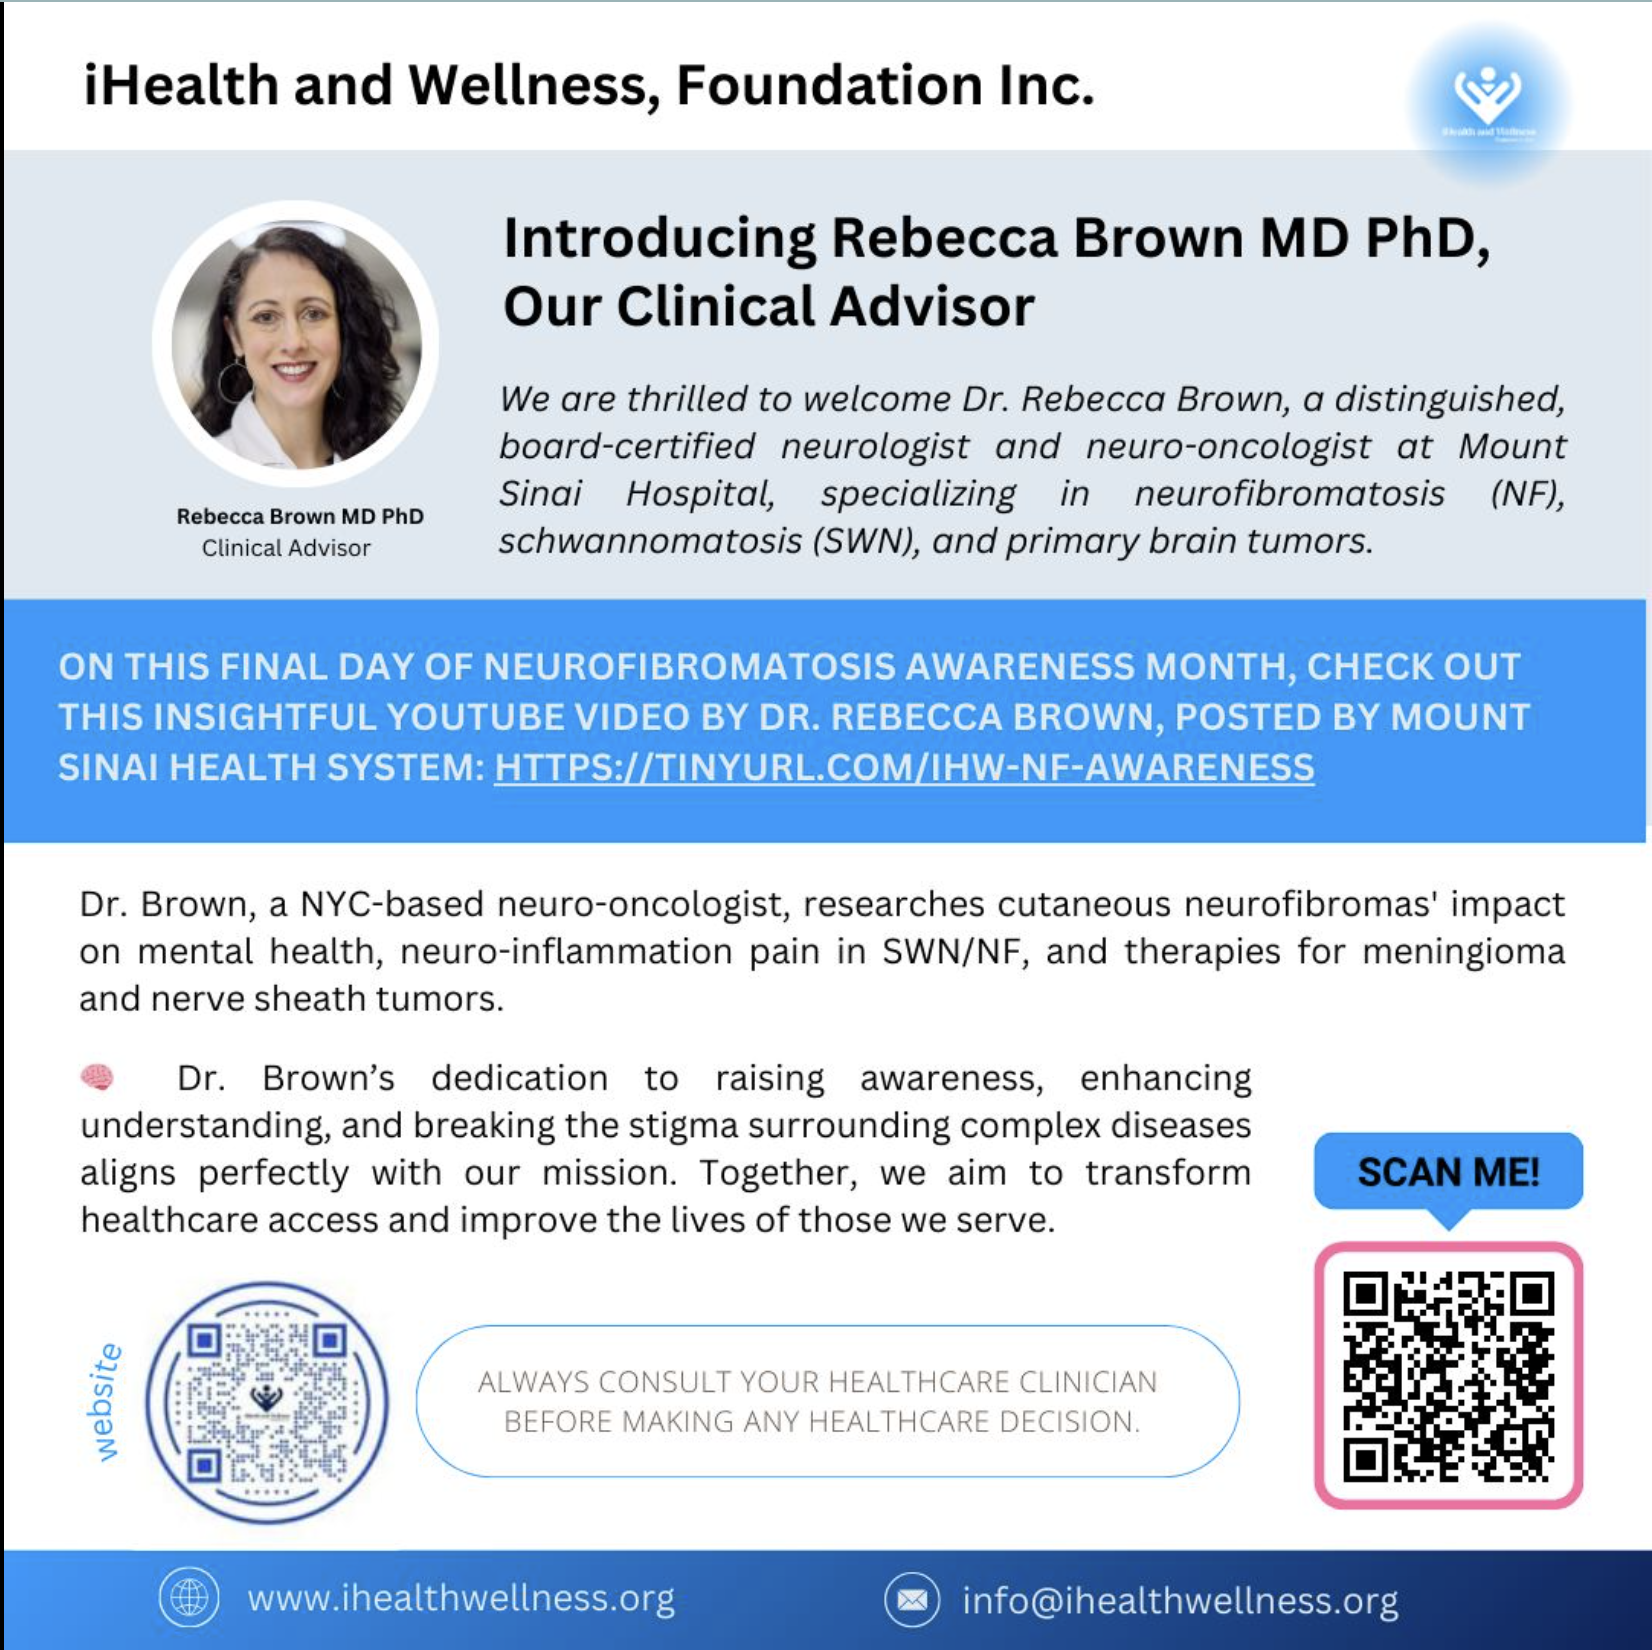 iHealth and Wellness, Foundation Inc.
iHealth and Wellness
Introducing Rebecca Brown MD PhD,
Our Clinical Advisor
We are thrilled to welcome Dr. Rebecca Brown, a distinguished,
board-certified neurologist and neuro-oncologist at Mount
Sinai Hospital, specializing in neurofibromatosis (NF),
schwannomatosis (SWN), and primary brain tumors.
Rebecca Brown MD PhD
Clinical Advisor
ON THIS FINAL DAY OF NEUROFIBROMATOSIS AWARENESS MONTH, CHECK OUT
THIS INSIGHTFUL YOUTUBE VIDEO BY DR. REBECCA BROWN, POSTED BY MOUNT
SINAI HEALTH SYSTEM: HTTPS://TINYURL.COM/IHW-NF-AWARENESS
Dr. Brown, a NYC-based neuro-oncologist, researches cutaneous neurofibromas' impact
on mental health, neuro-inflammation pain in SWN/NF, and therapies for meningioma
and nerve sheath tumors.
🧠 Dr. Brown’s dedication to raising awareness, enhancing
understanding, and breaking the stigma surrounding complex diseases
aligns perfectly with our mission. Together, we aim to transform
healthcare access and improve the lives of those we serve.
SCAN ME!
website
ALWAYS CONSULT YOUR HEALTHCARE CLINICIAN
BEFORE MAKING ANY HEALTHCARE DECISION.
www.ihealthwellness.org
info@ihealthwellness.org